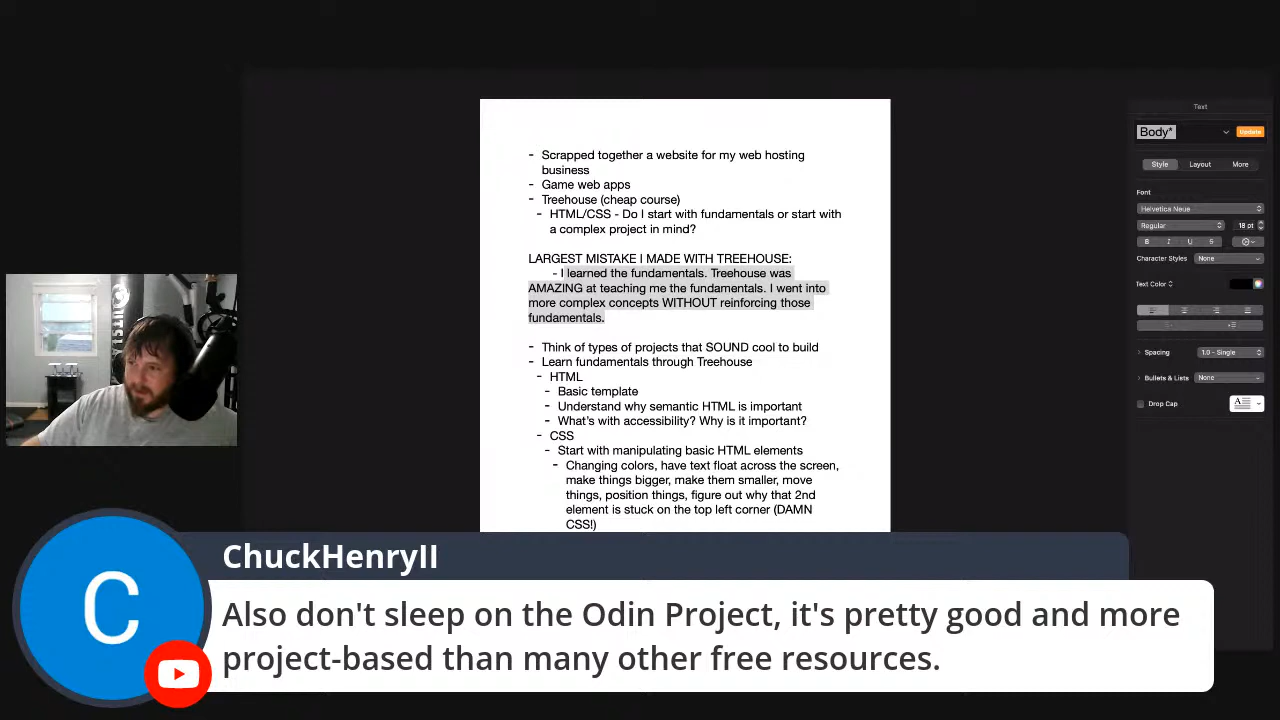 - Scrapped together a website for my web hosting
business
- Game web apps
- Treehouse (cheap course)
- HTML/CSS - Do I start with fundamentals or start with
a complex project in mind?
LARGEST MISTAKE I MADE WITH TREEHOUSE:
- I learned the fundamentals. Treehouse was
AMAZING at teaching me the fundamentals. I went into
more complex concepts WITHOUT reinforcing those
fundamentals.
- Think of types of projects that SOUND cool to build
- Learn fundamentals through Treehouse
- HTML
- Basic template
- Understand why semantic HTML is important
- What's with accessibility? Why is it important?
- CSS
- Start with manipulating basic HTML elements
- Changing colors, have text float across the screen,
make things bigger, make them smaller, move
things, position things, figure out why that 2nd
element is stuck on the top left corner (DAMN
CSS!)
Text
Body*
Update
Style Layout More
Font
Helvetica Neue
Regular 18 pt
B I U S
Character Styles None
Text Color
Spacing 1.0 - Single
Bullets & Lists None
Drop Cap
C
ChuckHenryII
Also don't sleep on the Odin Project, it's pretty good and more
project-based than many other free resources.